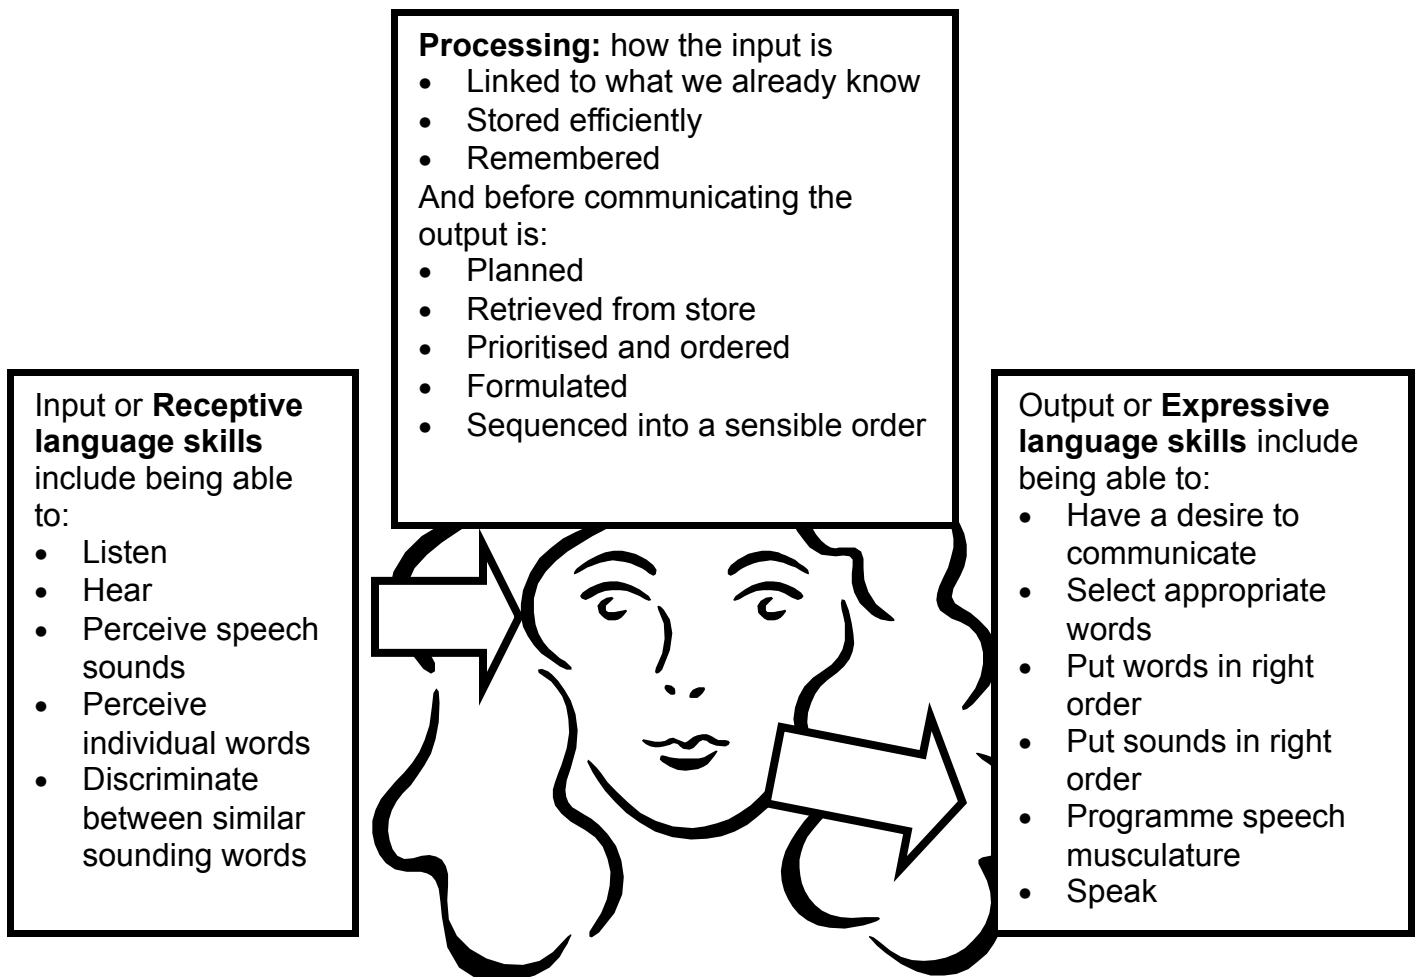 Processing: how the input is
• Linked to what we already know
• Stored efficiently
• Remembered
And before communicating the
output is:
• Planned
• Retrieved from store
• Prioritised and ordered
• Formulated
• Sequenced into a sensible order
Input or Receptive
language skills
include being able
to:
• Listen
• Hear
• Perceive speech
sounds
• Perceive
individual words
• Discriminate
between similar
sounding words
Output or Expressive
language skills include
being able to:
• Have a desire to
communicate
• Select appropriate
words
• Put words in right
order
• Put sounds in right
order
• Programme speech
musculature
• Speak